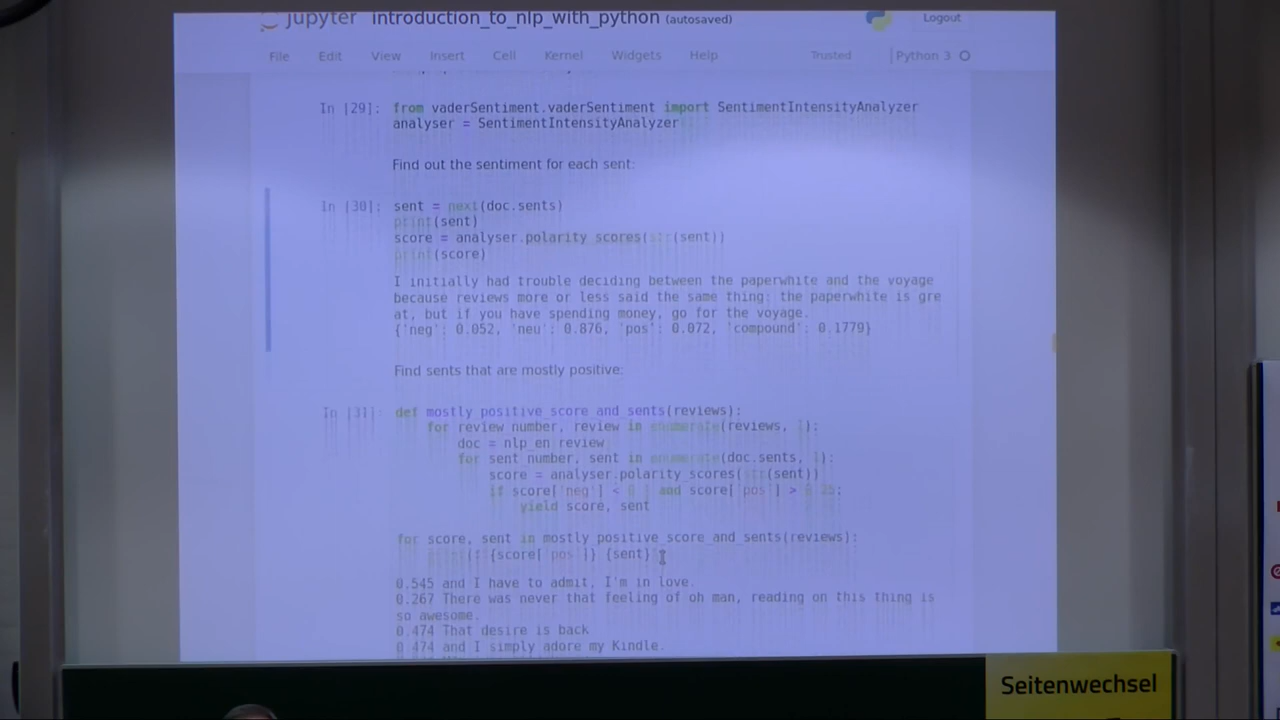 jupyter introduction_to_nlp_with_python (autosaved) Logout
File Edit View Insert Cell Kernel Widgets Help Trusted Python 3
In [29]: from vaderSentiment.vaderSentiment import SentimentIntensityAnalyzer
analyser = SentimentIntensityAnalyzer
Find out the sentiment for each sent:
In [30]: sent = next(doc.sents)
print(sent)
score = analyser.polarity_scores(str(sent))
print(score)
I initially had trouble deciding between the paperwhite and the voyage
because reviews more or less said the same thing: the paperwhite is gre
at, but if you have spending money, go for the voyage.
{'neg': 0.052, 'neu': 0.876, 'pos': 0.072, 'compound': 0.1779}
Find sents that are mostly positive:
In [31]: def mostly_positive_score_and_sents(reviews):
for review_number, review in enumerate(reviews, 1):
doc = nlp_en review
for sent_number, sent in enumerate(doc.sents, 1):
score = analyser.polarity_scores(str(sent))
if score['neg'] < and score['pos'] >
yield score, sent
for score, sent in mostly_positive_score_and_sents(reviews):
{score['pos']} {sent}
0.545 and I have to admit, I'm in love.
0.267 There was never that feeling of oh man, reading on this thing is
so awesome.
0.474 That desire is back
0.474 and I simply adore my Kindle.
Seitenwechsel